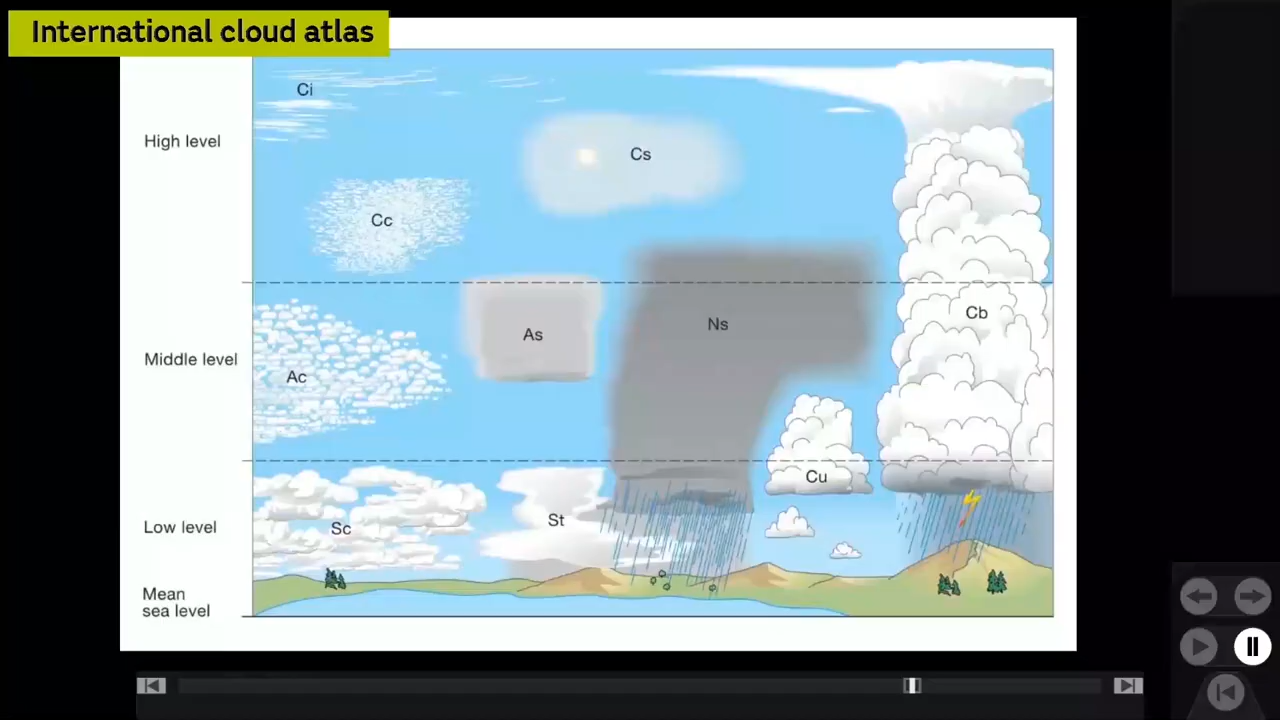 International cloud atlas
Ci
High level
Cs
Cc
Cb
Ns
As
Middle level
Ac
Cu
St
Low level
Sc
Mean
sea level